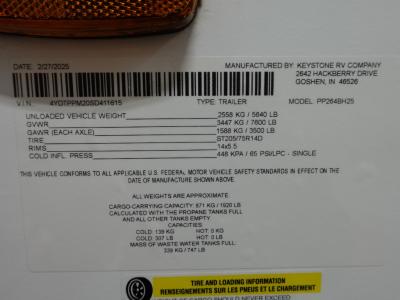 DATE: 2/27/2025 MANUFACTURED BY: KEYSTONE RV COMPANY
2642 HACKBERRY DRIVE
GOSHEN, IN 46526
V.I.N. 4YDTPPM20SD411615 TYPE: TRAILER MODEL: PP264BH25
UNLOADED VEHICLE WEIGHT 2558 KG / 5640 LB
GVWR 3447 KG / 7600 LB
GAWR (EACH AXLE) 1588 KG / 3500 LB
TIRE ST205/75R14D
RIMS 14x5.5
COLD INFL. PRESS 448 KPA / 65 PSI/LPC - SINGLE
THIS VEHICLE CONFORMS TO ALL APPLICABLE U.S. FEDERAL MOTOR VEHICLE SAFETY STANDARDS IN EFFECT ON THE
DATE OF MANUFACTURE SHOWN ABOVE.
ALL WEIGHTS ARE APPROXIMATE
CARGO-CARRYING CAPACITY: 871 KG / 1920 LB
CALCULATED WITH THE PROPANE TANKS FULL
AND ALL OTHER TANKS EMPTY
CAPACITIES
COLD: 139 KG HOT: 0 KG
COLD: 307 LB HOT: 0 LB
MASS OF WASTE WATER TANKS FULL:
339 KG / 747 LB
TIRE AND LOADING INFORMATION
RENSEIGNEMENTS SUR LES PNEUS ET LE CHARGEMENT
OF CARGO SHOULD NEVER EXCEED